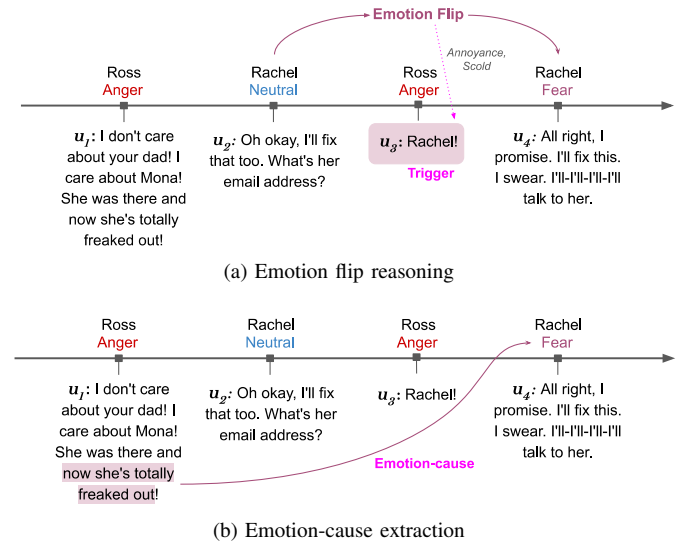 Emotion Flip
Annoyance,
Scold
Ross
Anger
Rachel
Neutral
Ross
Anger
Rachel
Fear
u₁: I don't care
about your dad! I
care about Mona!
She was there and
now she's totally
freaked out!
u₂: Oh okay, I'll fix
that too. What's her
email address?
u₃: Rachel!
Trigger
u₄: All right, I
promise. I'll fix this.
I swear. I'll-I'll-I'll-I'll
talk to her.
(a) Emotion flip reasoning
Ross
Anger
Rachel
Neutral
Ross
Anger
Rachel
Fear
u₁: I don't care
about your dad! I
care about Mona!
She was there and
now she's totally
freaked out!
u₂: Oh okay, I'll fix
that too. What's her
email address?
u₃: Rachel!
u₄: All right, I
promise. I'll fix this.
I swear. I'll-I'll-I'll-I'll
talk to her.
Emotion-cause
(b) Emotion-cause extraction